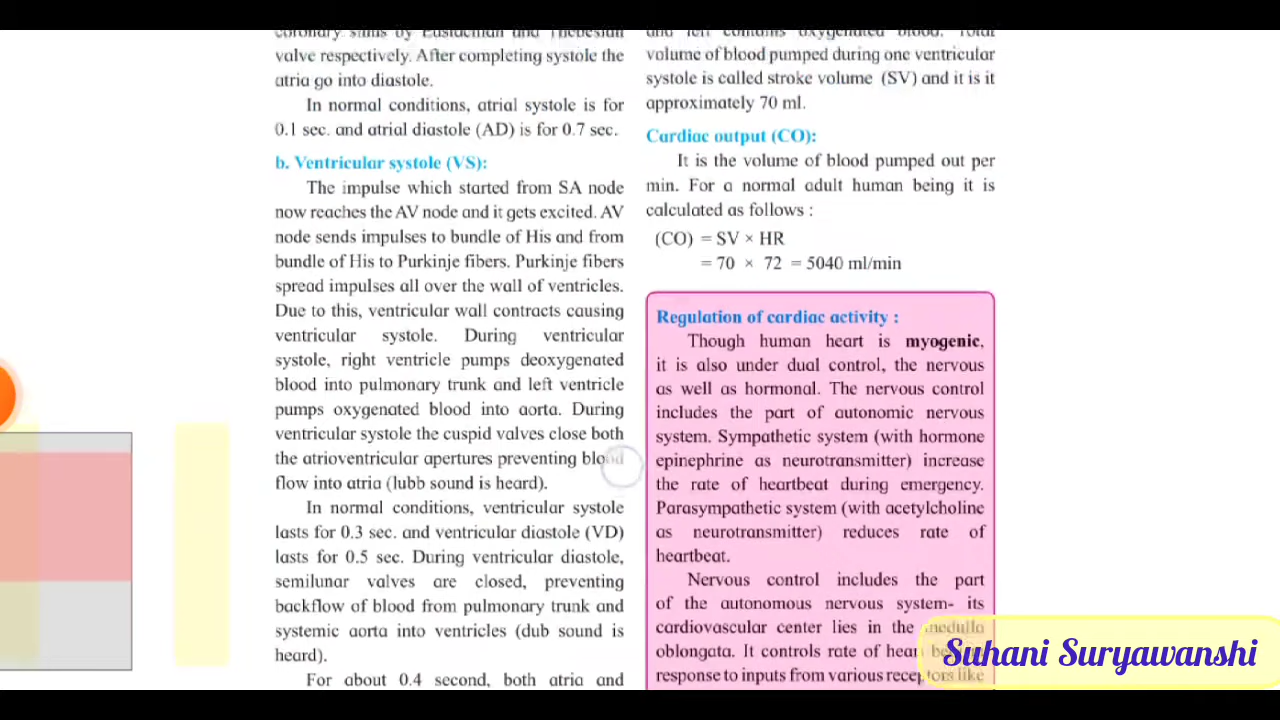 coronary sinus by Eustachian and Thebesian
valve respectively. After completing systole the
atria go into diastole.
In normal conditions, atrial systole is for
0.1 sec. and atrial diastole (AD) is for 0.7 sec.
b. Ventricular systole (VS):
The impulse which started from SA node
now reaches the AV node and it gets excited. AV
node sends impulses to bundle of His and from
bundle of His to Purkinje fibers. Purkinje fibers
spread impulses all over the wall of ventricles.
Due to this, ventricular wall contracts causing
ventricular systole. During ventricular
systole, right ventricle pumps deoxygenated
blood into pulmonary trunk and left ventricle
pumps oxygenated blood into aorta. During
ventricular systole the cuspid valves close both
the atrioventricular apertures preventing blood
flow into atria (lubb sound is heard).
In normal conditions, ventricular systole
lasts for 0.3 sec. and ventricular diastole (VD)
lasts for 0.5 sec. During ventricular diastole,
semilunar valves are closed, preventing
backflow of blood from pulmonary trunk and
systemic aorta into ventricles (dub sound is
heard).
For about 0.4 second, both atria and
and left contains oxygenated blood. Total
volume of blood pumped during one ventricular
systole is called stroke volume (SV) and it is it
approximately 70 ml.
Cardiac output (CO):
It is the volume of blood pumped out per
min. For a normal adult human being it is
calculated as follows :
(CO) = SV × HR
= 70 × 72 = 5040 ml/min
Regulation of cardiac activity :
Though human heart is myogenic,
it is also under dual control, the nervous
as well as hormonal. The nervous control
includes the part of autonomic nervous
system. Sympathetic system (with hormone
epinephrine as neurotransmitter) increase
the rate of heartbeat during emergency.
Parasympathetic system (with acetylcholine
as neurotransmitter) reduces rate of
heartbeat.
Nervous control includes the part
of the autonomous nervous system- its
cardiovascular center lies in the medulla
oblongata. It controls rate of heart
response to inputs from various receptors like
Suhani Suryawanshi